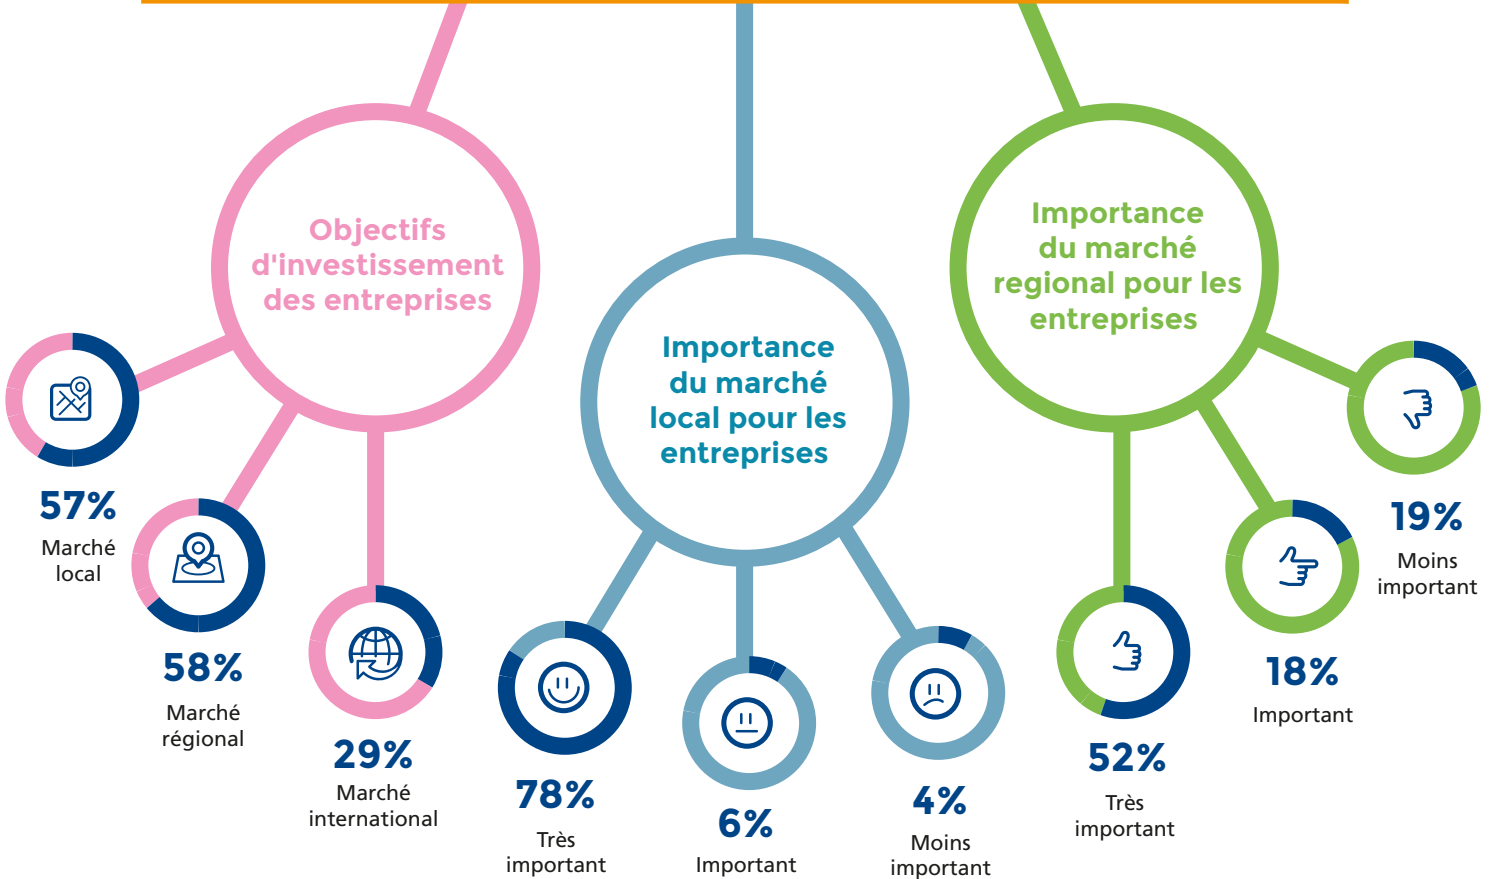 Objectifs
d'investissement
des entreprises
57%
Marché
local
58%
Marché
régional
29%
Marché
international
Importance
du marché
local pour les
entreprises
78%
Très
important
6%
Important
4%
Moins
important
Importance
du marché
regional pour les
entreprises
52%
Très
important
18%
Important
19%
Moins
important